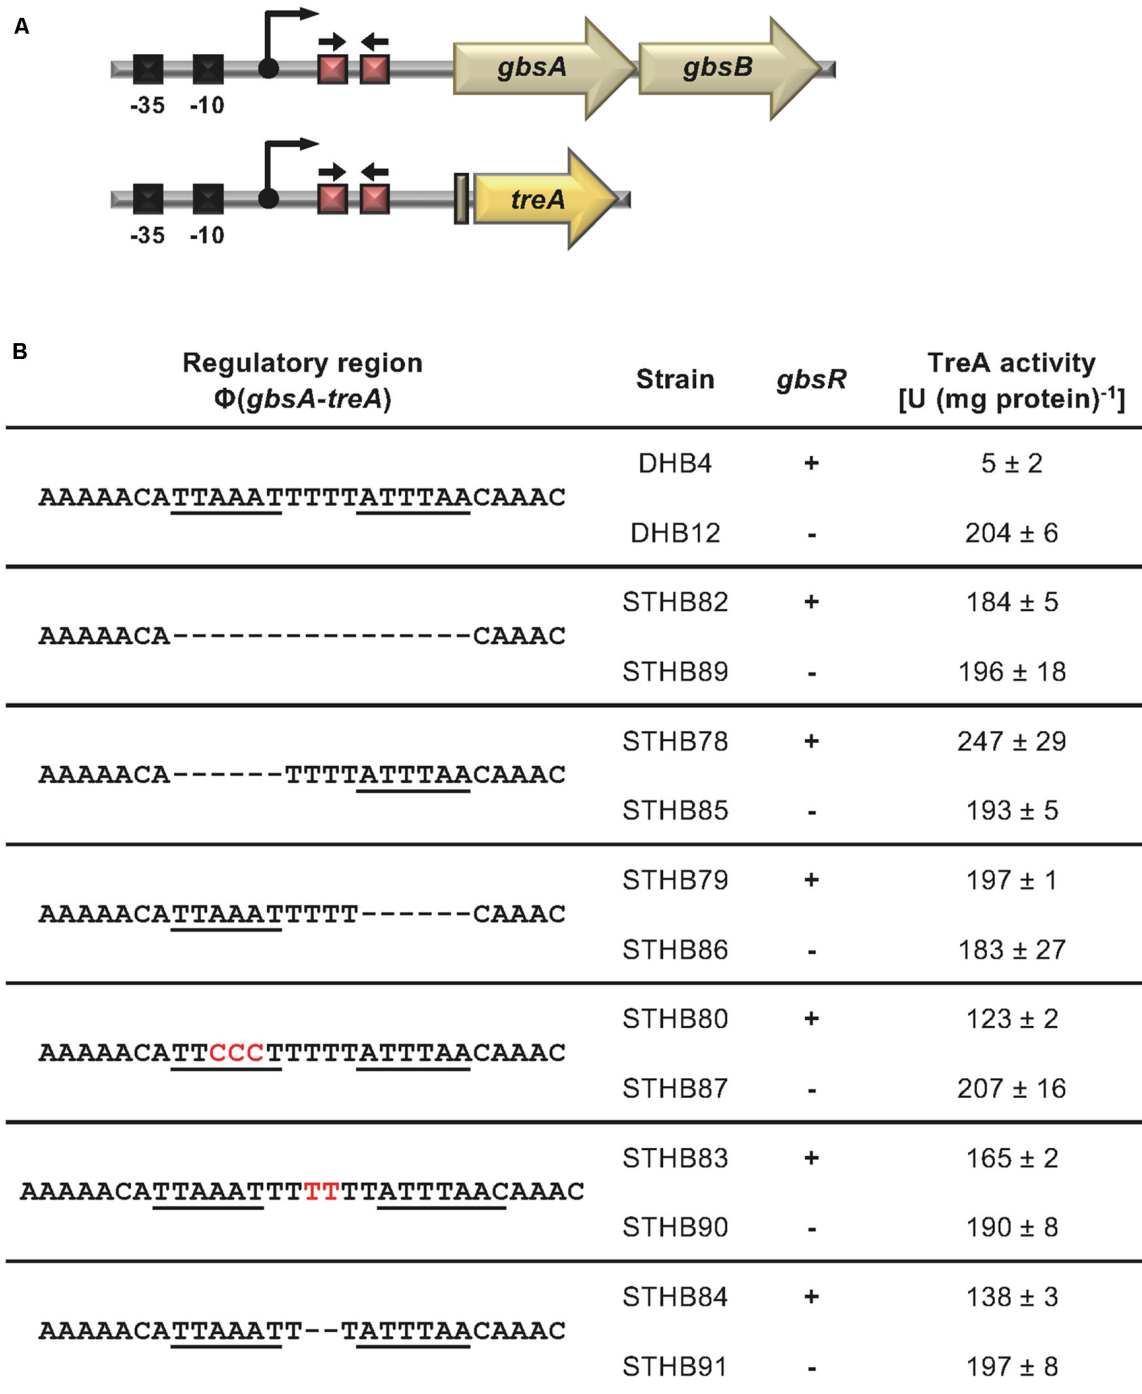 A
gbsA gbsB
-35 -10
treA
-35 -10
B
Regulatory region
Φ(gbsA-treA)
Strain gbsR
TreA activity
[U (mg protein)⁻¹]
AAAAACATTAAATTTTTATTTAACAAAC
DHB4 + 5 ± 2
DHB12 - 204 ± 6
AAAAACA----------------CAAAC
STHB82 + 184 ± 5
STHB89 - 196 ± 18
AAAAACA------TTTTATTTAACAAAC
STHB78 + 247 ± 29
STHB85 - 193 ± 5
AAAAACATTAAATTTTT------CAAAC
STHB79 + 197 ± 1
STHB86 - 183 ± 27
AAAAACATTCCCTTTTTATTTAACAAAC
STHB80 + 123 ± 2
STHB87 - 207 ± 16
AAAAACATTAAATTTTTTTATTTAACAAAC
STHB83 + 165 ± 2
STHB90 - 190 ± 8
AAAAACATTAAATT--TATTTAACAAAC
STHB84 + 138 ± 3
STHB91 - 197 ± 8